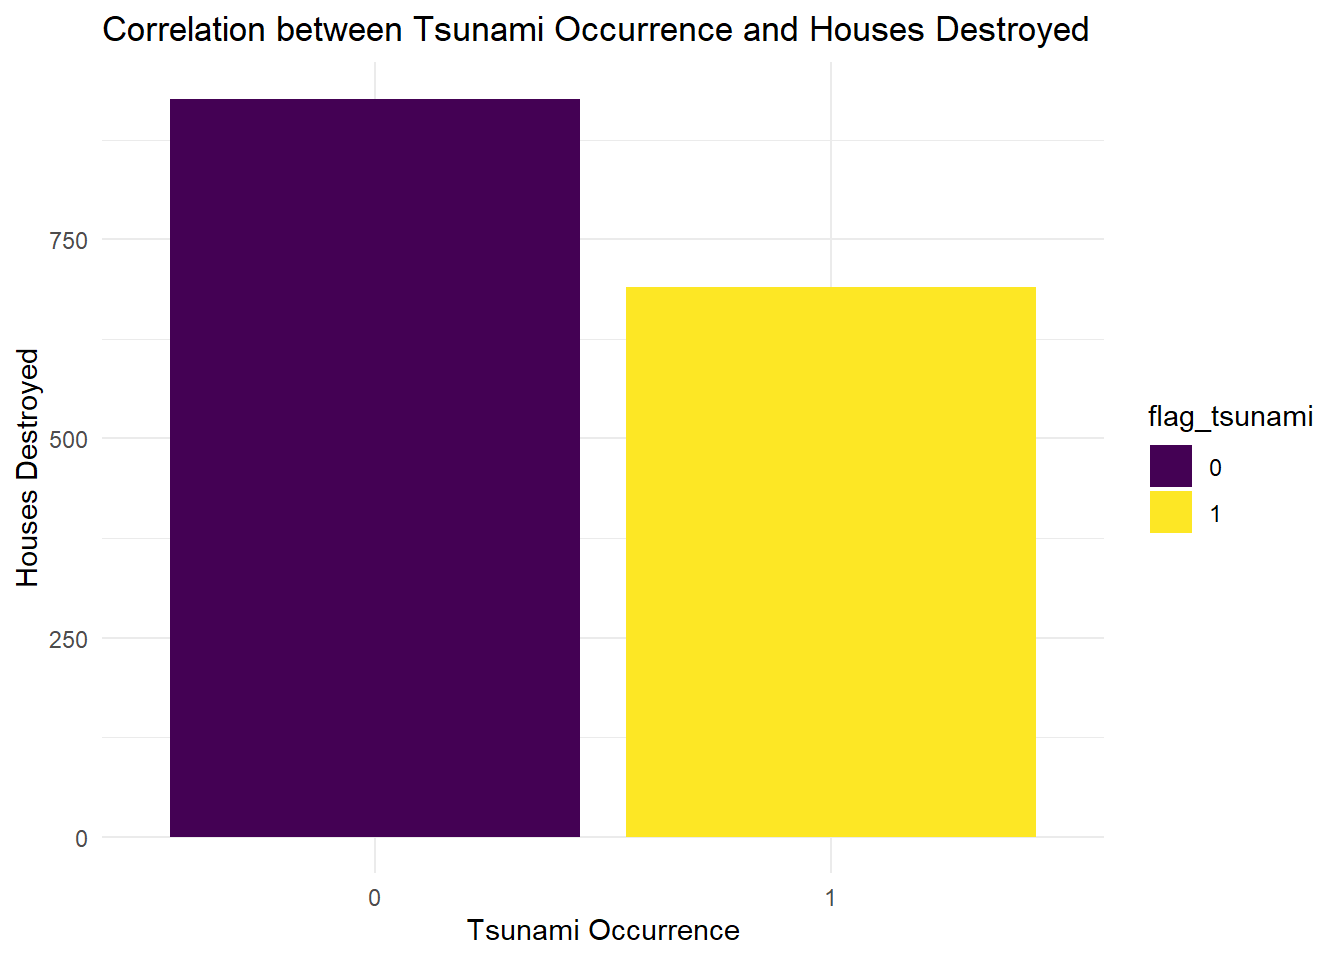 Correlation between Tsunami Occurrence and Houses Destroyed
Houses Destroyed
750
500
250
0
0
1
Tsunami Occurrence
flag_tsunami
0
1